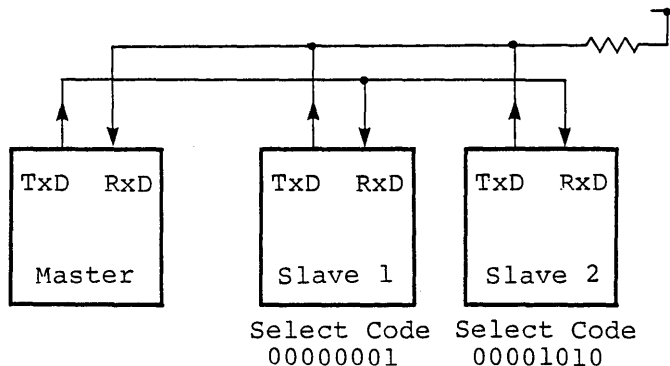 TxD RxD TxD RxD TxD RxD
Master Slave 1 Slave 2
Select Code Select Code
00000001 00001010